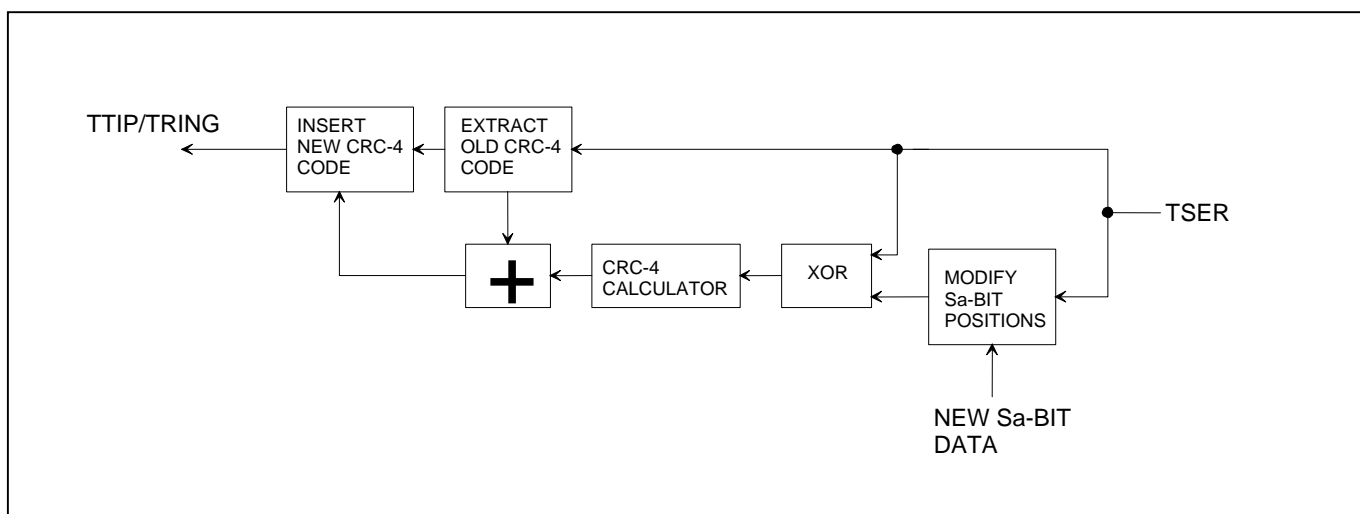 TTIP/TRING
INSERT
NEW CRC-4
CODE
EXTRACT
OLD CRC-4
CODE
TSER
+
CRC-4
CALCULATOR
XOR
MODIFY
Sa-BIT
POSITIONS
NEW Sa-BIT
DATA